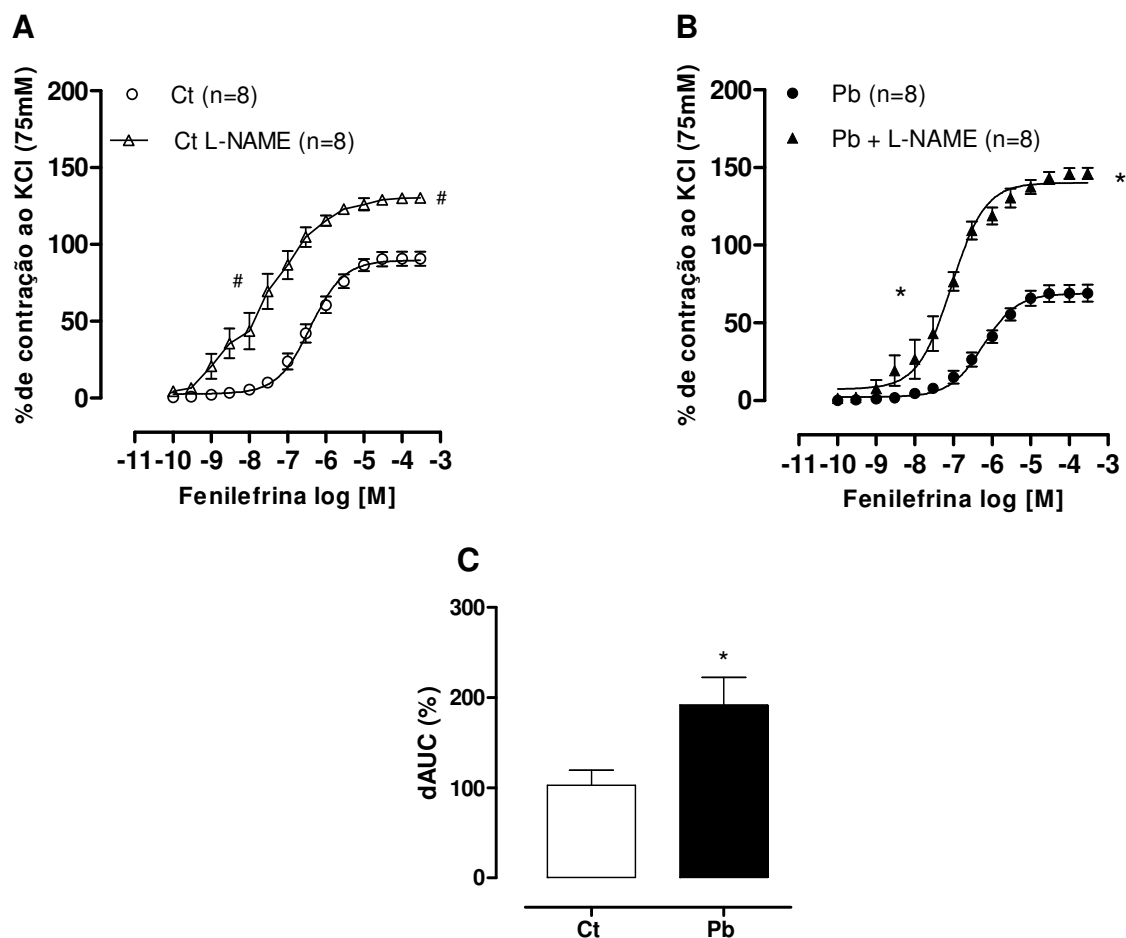 A
%de contração ao KCl (75mM)
200
150
100
50
0
Ct (n=8)
Ct L-NAME (n=8)
#
#
-11 -10 -9 -8 -7 -6 -5 -4 -3
Fenilefrina log [M]
B
% de contração ao KCl (75mM)
200
150
100
50
0
Pb (n=8)
Pb + L-NAME (n=8)
*
*
-11 -10 -9 -8 -7 -6 -5 -4 -3
Fenilefrina log [M]
C
dAUC (%)
300
200
100
0
*
Ct Pb